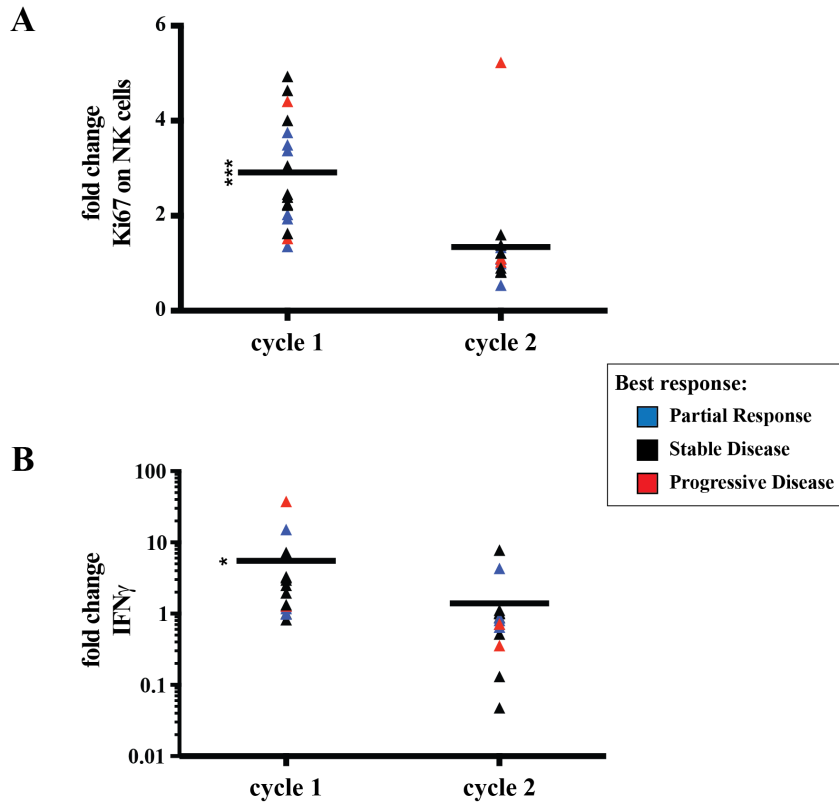 A
fold change
Ki67 on NK cells
6
4
2
0
***
cycle 1
cycle 2
Best response:
Partial Response
Stable Disease
Progressive Disease
B
fold change
IFNγ
100
10
1
0.1
0.01
*
cycle 1
cycle 2